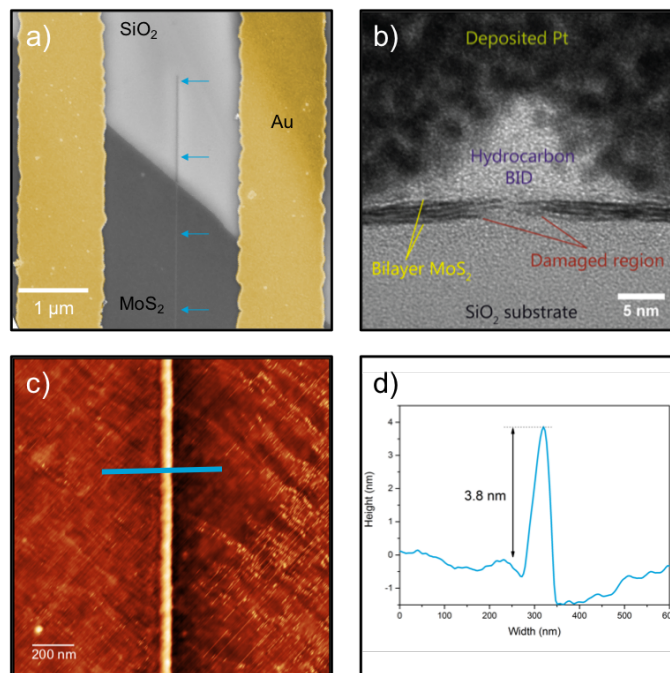 a)
SiO₂
Au
1 µm
MoS₂
b)
Deposited Pt
Hydrocarbon
BID
Bilayer MoS₂
Damaged region
SiO₂ substrate
5 nm
c)
200 nm
d)
4
3
2
1
0
-1
Height (nm)
3.8 nm
0 100 200 300 400 500 600
Width (nm)